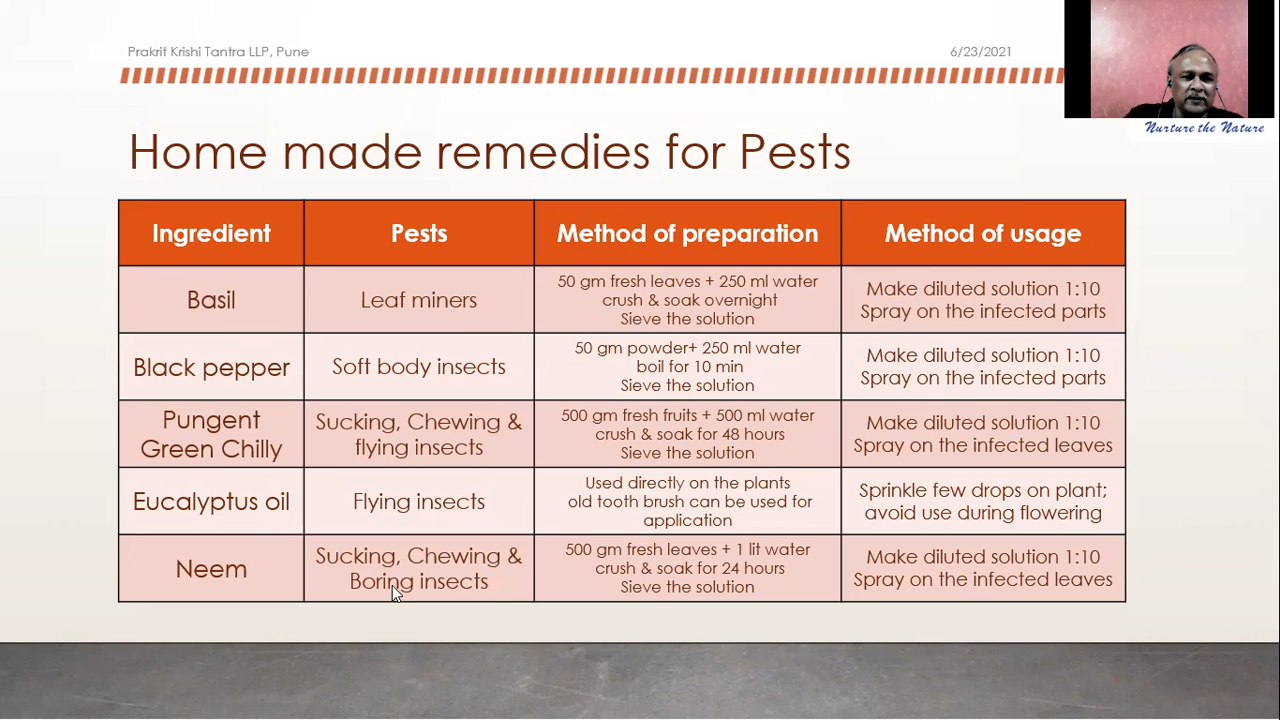 Prakrit Krishi Tantra LLP, Pune
6/23/2021
Nurture the Nature
Home made remedies for Pests
Ingredient
Pests
Method of preparation
Method of usage
Basil
Leaf miners
50 gm fresh leaves + 250 ml water
crush & soak overnight
Sieve the solution
Make diluted solution 1:10
Spray on the infected parts
Black pepper
Soft body insects
50 gm powder+ 250 ml water
boil for 10 min
Sieve the solution
Make diluted solution 1:10
Spray on the infected parts
Pungent
Green Chilly
Sucking, Chewing &
flying insects
500 gm fresh fruits + 500 ml water
crush & soak for 48 hours
Sieve the solution
Make diluted solution 1:10
Spray on the infected leaves
Eucalyptus oil
Flying insects
Used directly on the plants
old tooth brush can be used for
application
Sprinkle few drops on plant;
avoid use during flowering
Neem
Sucking, Chewing &
Boring insects
500 gm fresh leaves + 1 lit water
crush & soak for 24 hours
Sieve the solution
Make diluted solution 1:10
Spray on the infected leaves